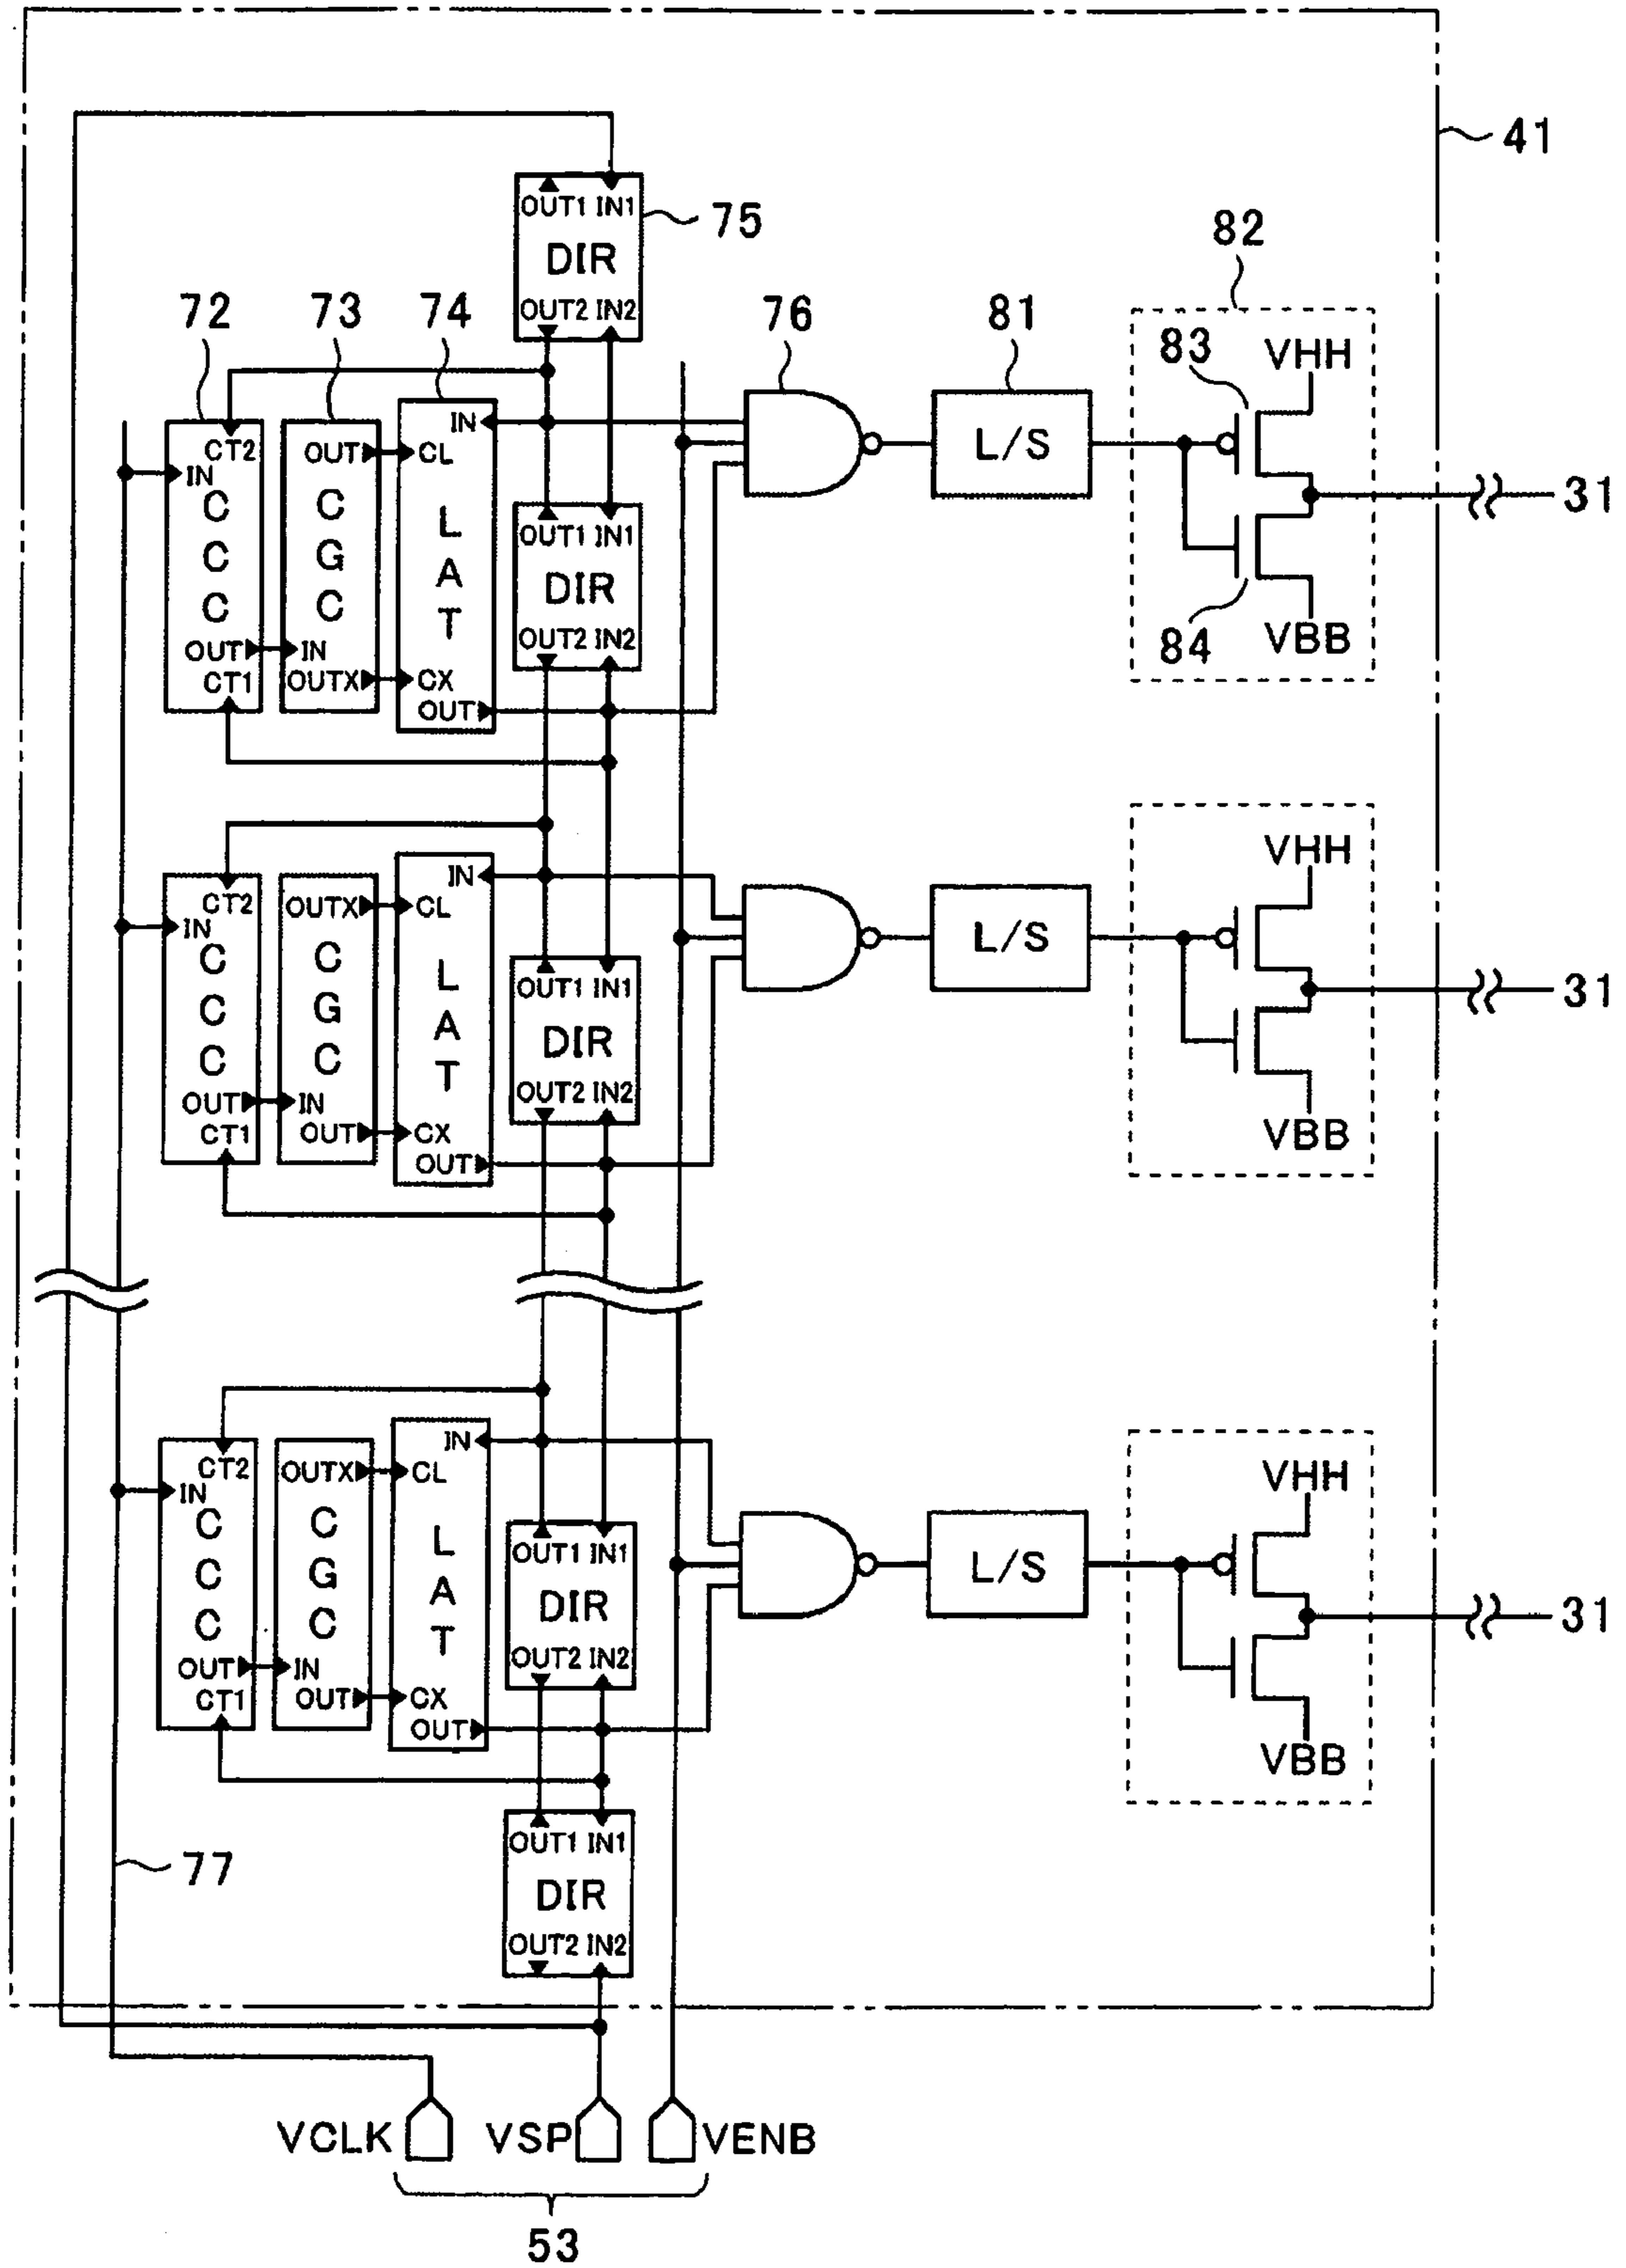 41
OUT1 IN1
75
DIR
82
OUT2 IN2
72
73
74
76
81
83
VHH
IN
CT2
OUT
CL
IN
L/S
C
C
C
C
G
C
L
A
T
31
OUT1 IN1
DIR
OUT2 IN2
OUT
IN
CT1
OUTX
CX
OUT
84
VBB
VHH
IN
CT2
OUTX
CL
IN
L/S
C
C
C
C
G
C
L
A
T
31
OUT1 IN1
DIR
OUT2 IN2
OUT
IN
CT1
OUT
CX
OUT
VBB
VHH
IN
CT2
OUTX
CL
IN
L/S
C
C
C
C
G
C
L
A
T
31
OUT1 IN1
DIR
OUT2 IN2
OUT
IN
CT1
OUT
CX
OUT
VBB
OUT1 IN1
77
DIR
OUT2 IN2
VCLK
VSP
VENB
53